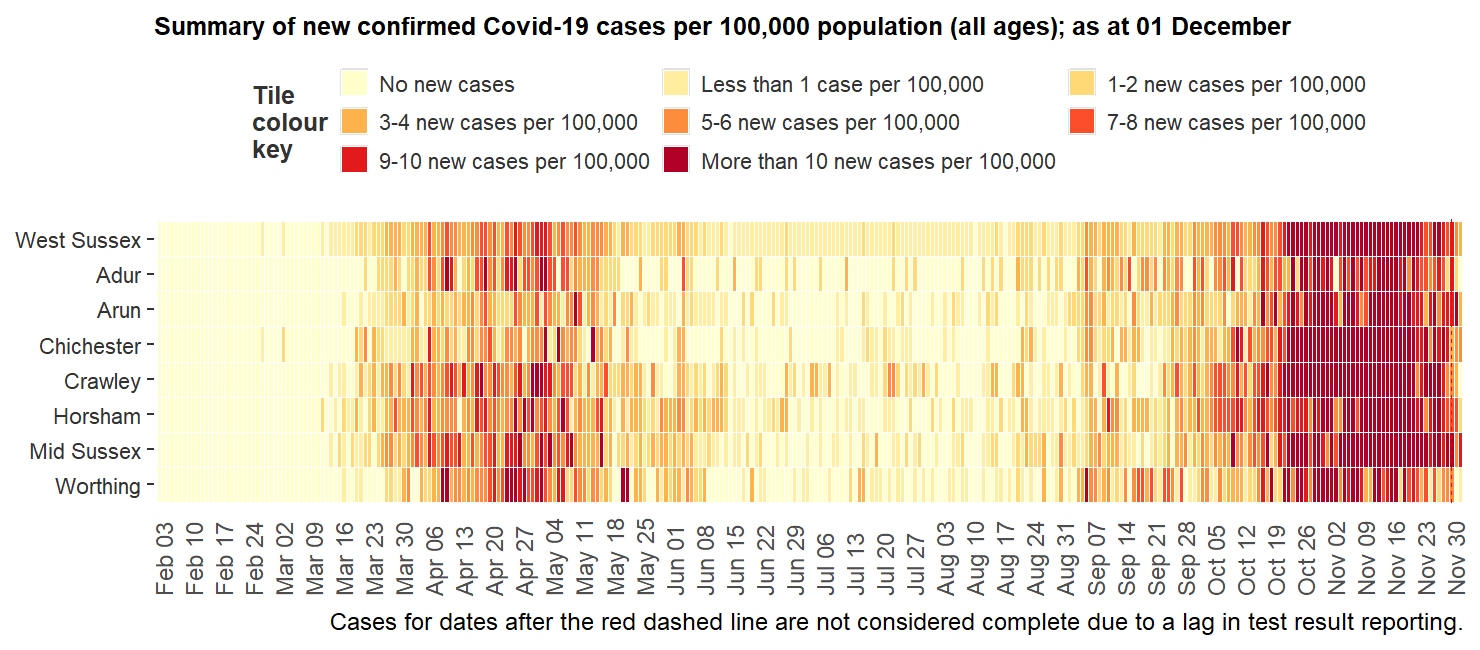 Summary of new confirmed Covid-19 cases per 100,000 population (all ages); as at 01 December
Tile
colour
key
No new cases
Less than 1 case per 100,000
1-2 new cases per 100,000
3-4 new cases per 100,000
5-6 new cases per 100,000
7-8 new cases per 100,000
9-10 new cases per 100,000
More than 10 new cases per 100,000
West Sussex
Adur
Arun
Chichester
Crawley
Horsham
Mid Sussex
Worthing
Feb 03
Feb 10
Feb 17
Feb 24
Mar 02
Mar 09
Mar 16
Mar 23
Mar 30
Apr 06
Apr 13
Apr 20
Apr 27
May 04
May 11
May 18
May 25
Jun 01
Jun 08
Jun 15
Jun 22
Jun 29
Jul 06
Jul 13
Jul 20
Jul 27
Aug 03
Aug 10
Aug 17
Aug 24
Aug 31
Sep 07
Sep 14
Sep 21
Sep 28
Oct 05
Oct 12
Oct 19
Oct 26
Nov 02
Nov 09
Nov 16
Nov 23
Nov 30
Cases for dates after the red dashed line are not considered complete due to a lag in test result reporting.